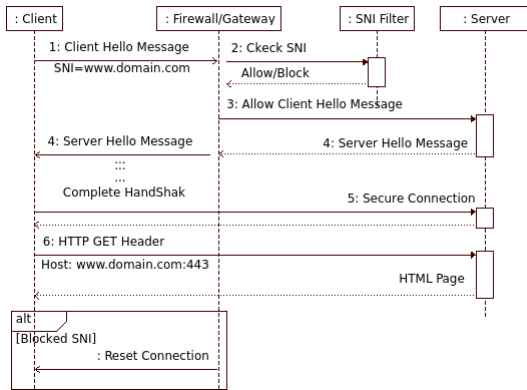 : Client
: Firewall/Gateway
: SNI Filter
: Server
1: Client Hello Message
SNI=www.domain.com
2: Ckeck SNI
Allow/Block
3: Allow Client Hello Message
4: Server Hello Message
4: Server Hello Message
:::
...
Complete HandShak
5: Secure Connection
6: HTTP GET Header
Host: www.domain.com:443
HTML Page
alt
[Blocked SNI]
: Reset Connection